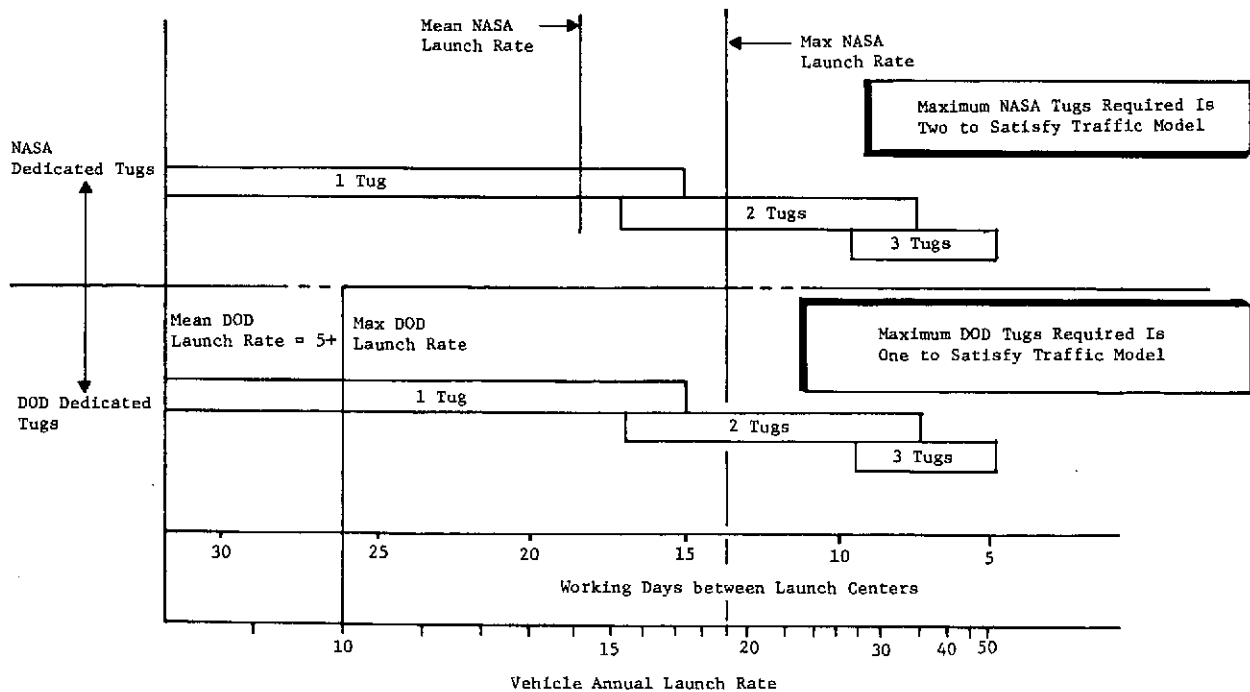 Mean NASA
Launch Rate
Max NASA
Launch Rate
Maximum NASA Tugs Required Is
Two to Satisfy Traffic Model
NASA
Dedicated Tugs
1 Tug
2 Tugs
3 Tugs
Mean DOD
Launch Rate = 5+
Max DOD
Launch Rate
Maximum DOD Tugs Required Is
One to Satisfy Traffic Model
DOD Dedicated
Tugs
1 Tug
2 Tugs
3 Tugs
30 25 20 15 10 5
Working Days between Launch Centers
10 15 20 30 40 50
Vehicle Annual Launch Rate